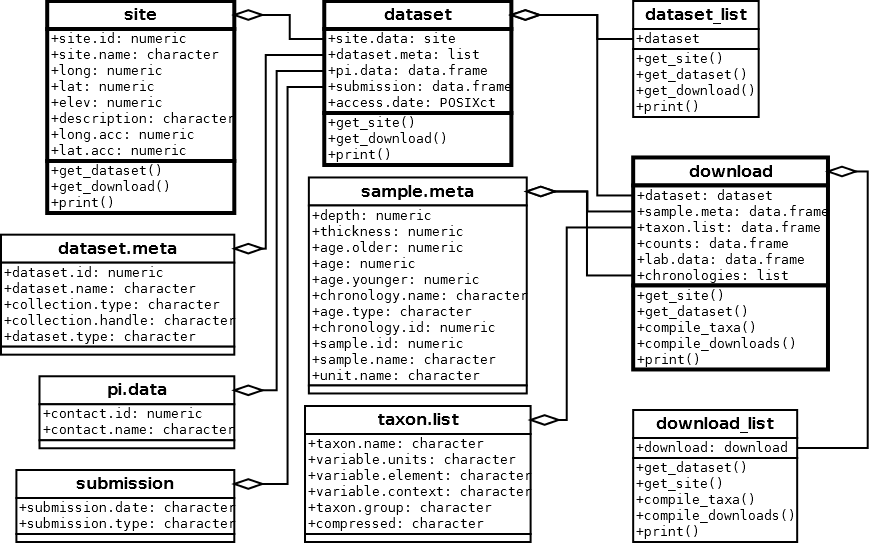 site
+site.id: numeric
+site.name: character
+long: numeric
+lat: numeric
+elev: numeric
+description: character
+long.acc: numeric
+lat.acc: numeric
+get_dataset()
+get_download()
+print()
dataset
+site.data: site
+dataset.meta: list
+pi.data: data.frame
+submission: data.frame
+access.date: POSIXct
+get_site()
+get_download()
+print()
dataset_list
+dataset
+get_site()
+get_dataset()
+get_download()
+print()
dataset.meta
+dataset.id: numeric
+dataset.name: character
+collection.type: character
+collection.handle: character
+dataset.type: character
sample.meta
+depth: numeric
+thickness: numeric
+age.older: numeric
+age: numeric
+age.younger: numeric
+chronology.name: character
+age.type: character
+chronology.id: numeric
+sample.id: numeric
+sample.name: character
+unit.name: character
download
+dataset: dataset
+sample.meta: data.frame
+taxon.list: data.frame
+counts: data.frame
+lab.data: data.frame
+chronologies: list
+get_site()
+get_dataset()
+compile_taxa()
+compile_downloads()
+print()
pi.data
+contact.id: numeric
+contact.name: character
submission
+submission.date: character
+submission.type: character
taxon.list
+taxon.name: character
+variable.units: character
+variable.element: character
+variable.context: character
+taxon.group: character
+compressed: character
download_list
+download: download
+get_dataset()
+get_site()
+compile_taxa()
+compile_downloads()
+print()